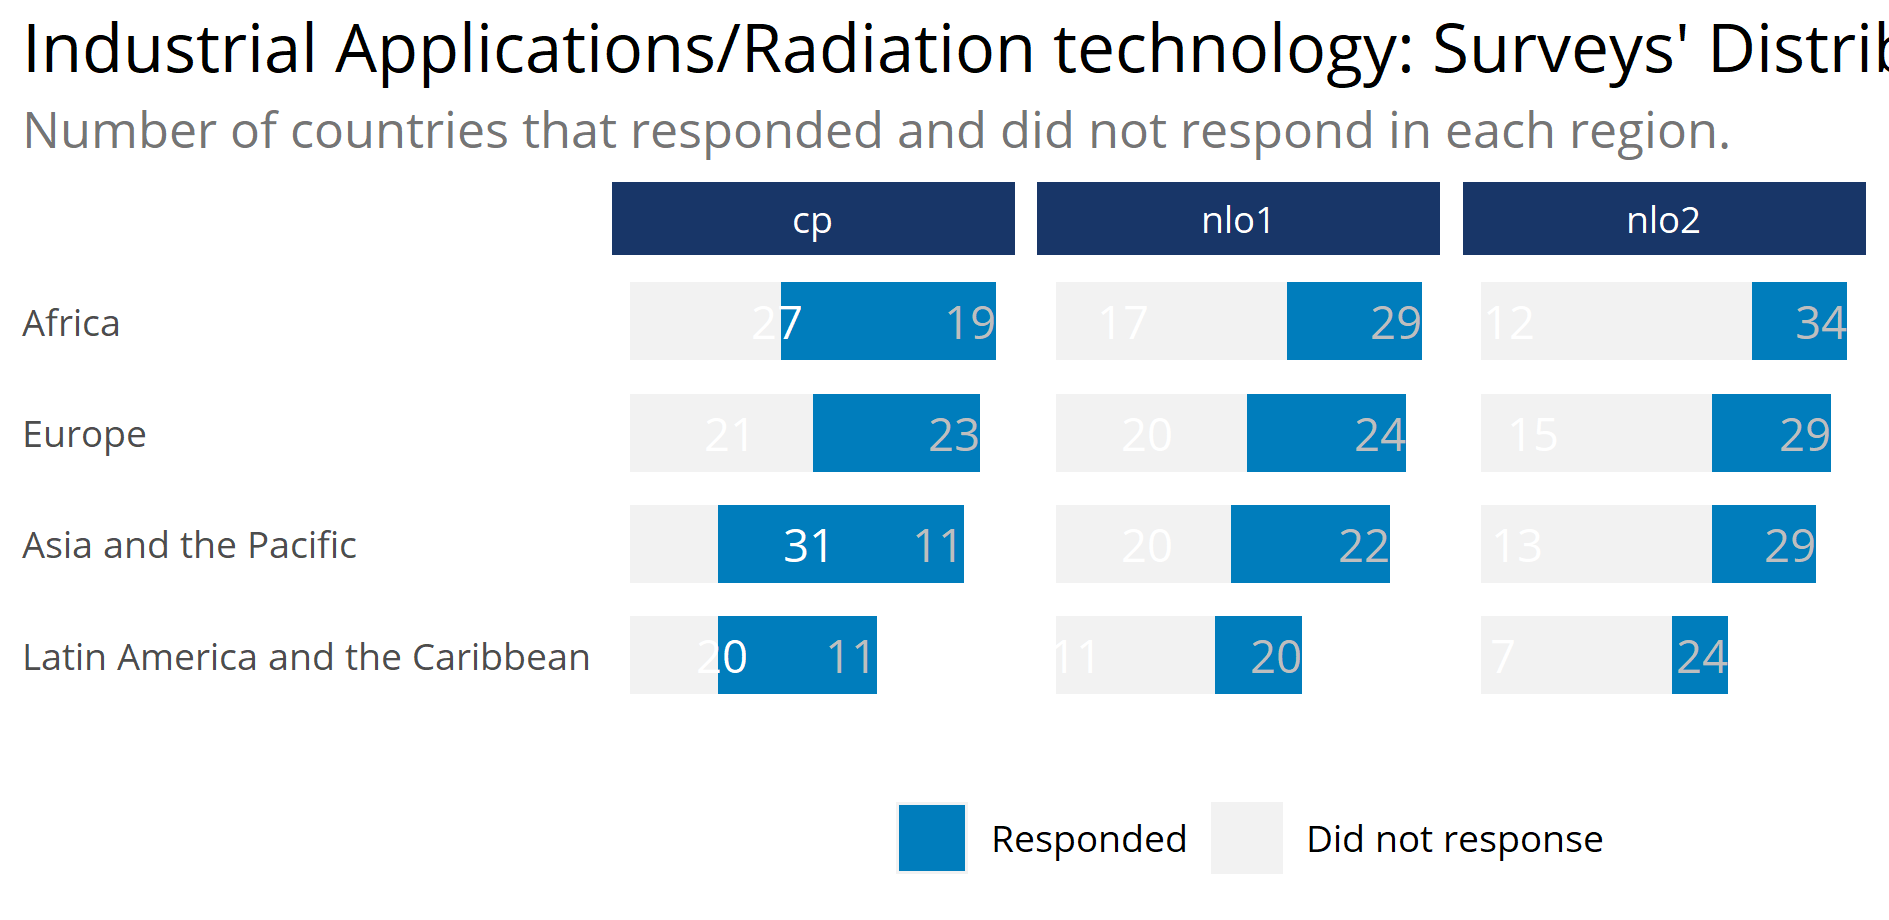 Industrial Applications/Radiation technology: Surveys' Distrib
Number of countries that responded and did not respond in each region.
cp nlo1 nlo2
Africa 27 19 17 29 12 34
Europe 21 23 20 24 15 29
Asia and the Pacific 31 11 20 22 13 29
Latin America and the Caribbean 20 11 11 20 7 24
Responded Did not response